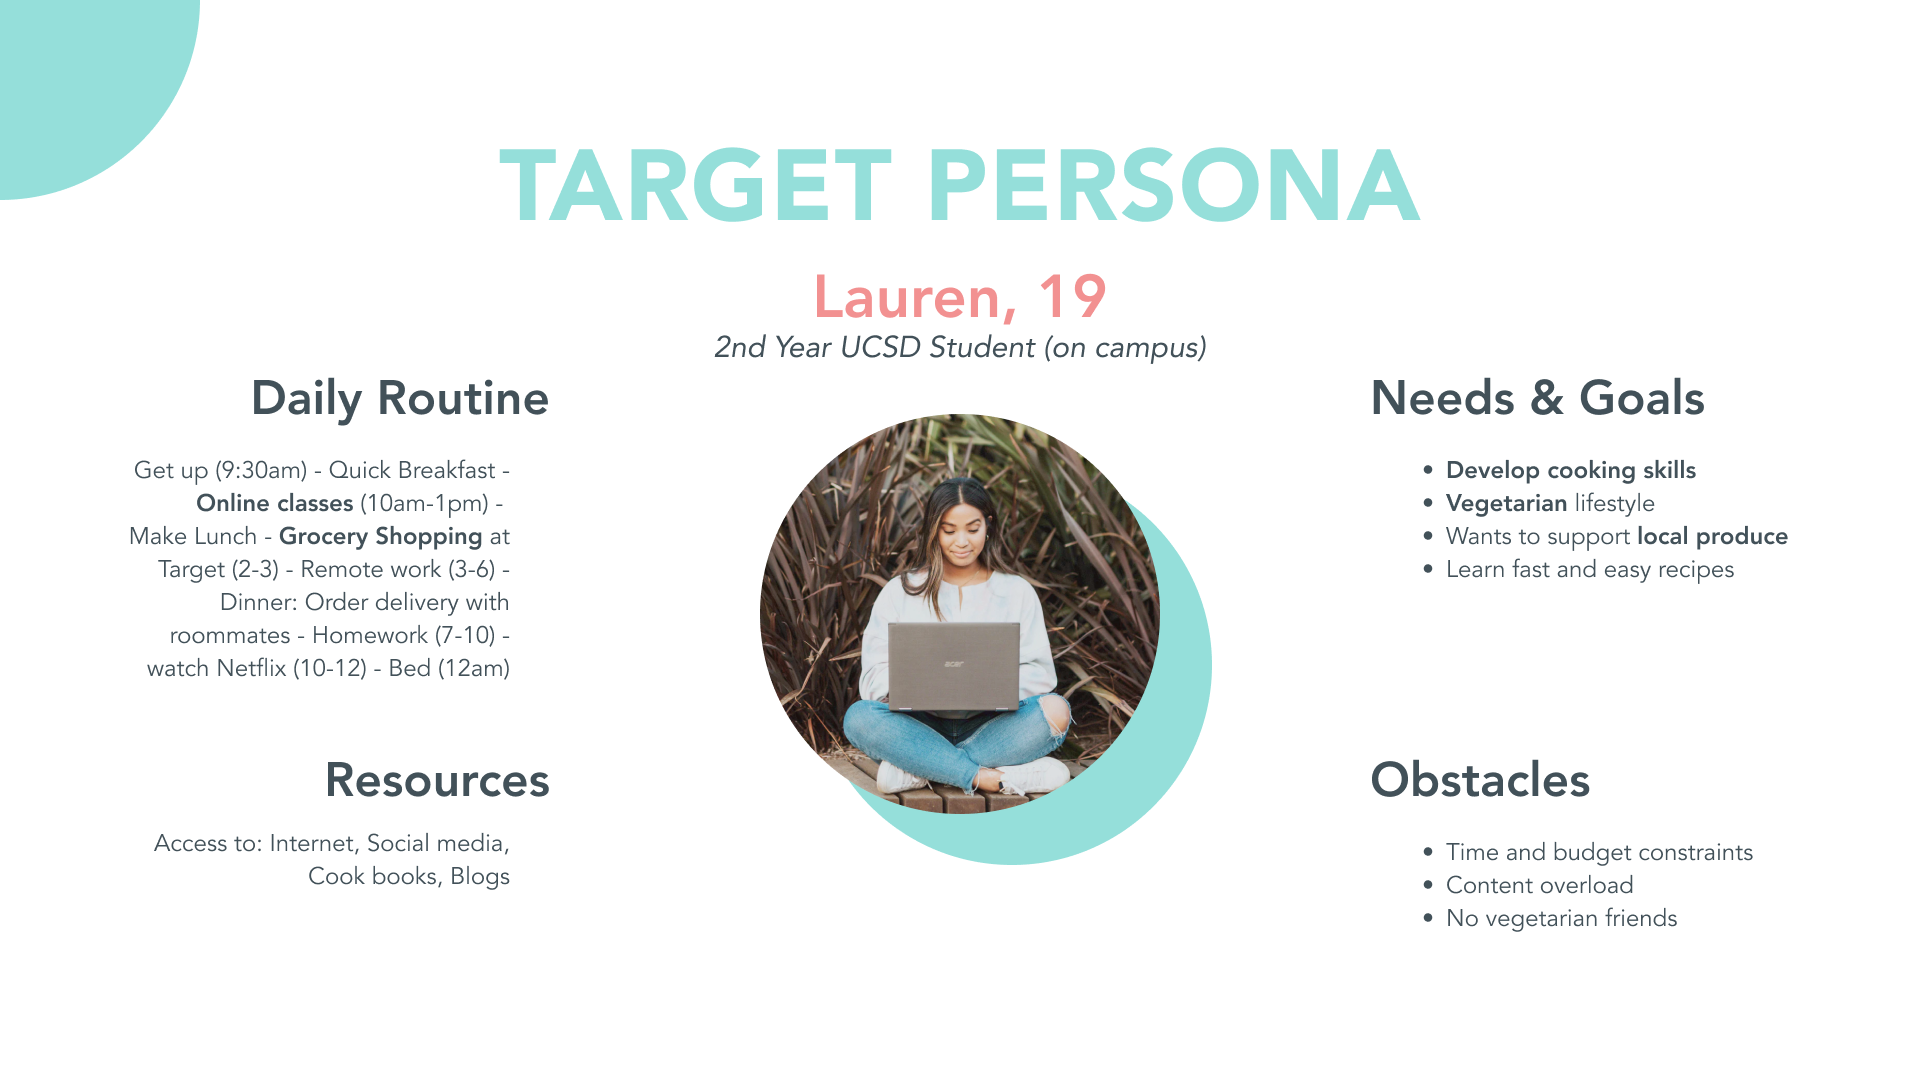 TARGET PERSONA
Lauren, 19
2nd Year UCSD Student (on campus)
Daily Routine
Get up (9:30am) - Quick Breakfast -
Online classes (10am-1pm) -
Make Lunch - Grocery Shopping at
Target (2-3) - Remote work (3-6) -
Dinner: Order delivery with
roommates - Homework (7-10) -
watch Netflix (10-12) - Bed (12am)
Resources
Access to: Internet, Social media,
Cook books, Blogs
acer
Needs & Goals
• Develop cooking skills
• Vegetarian lifestyle
• Wants to support local produce
• Learn fast and easy recipes
Obstacles
• Time and budget constraints
• Content overload
• No vegetarian friends